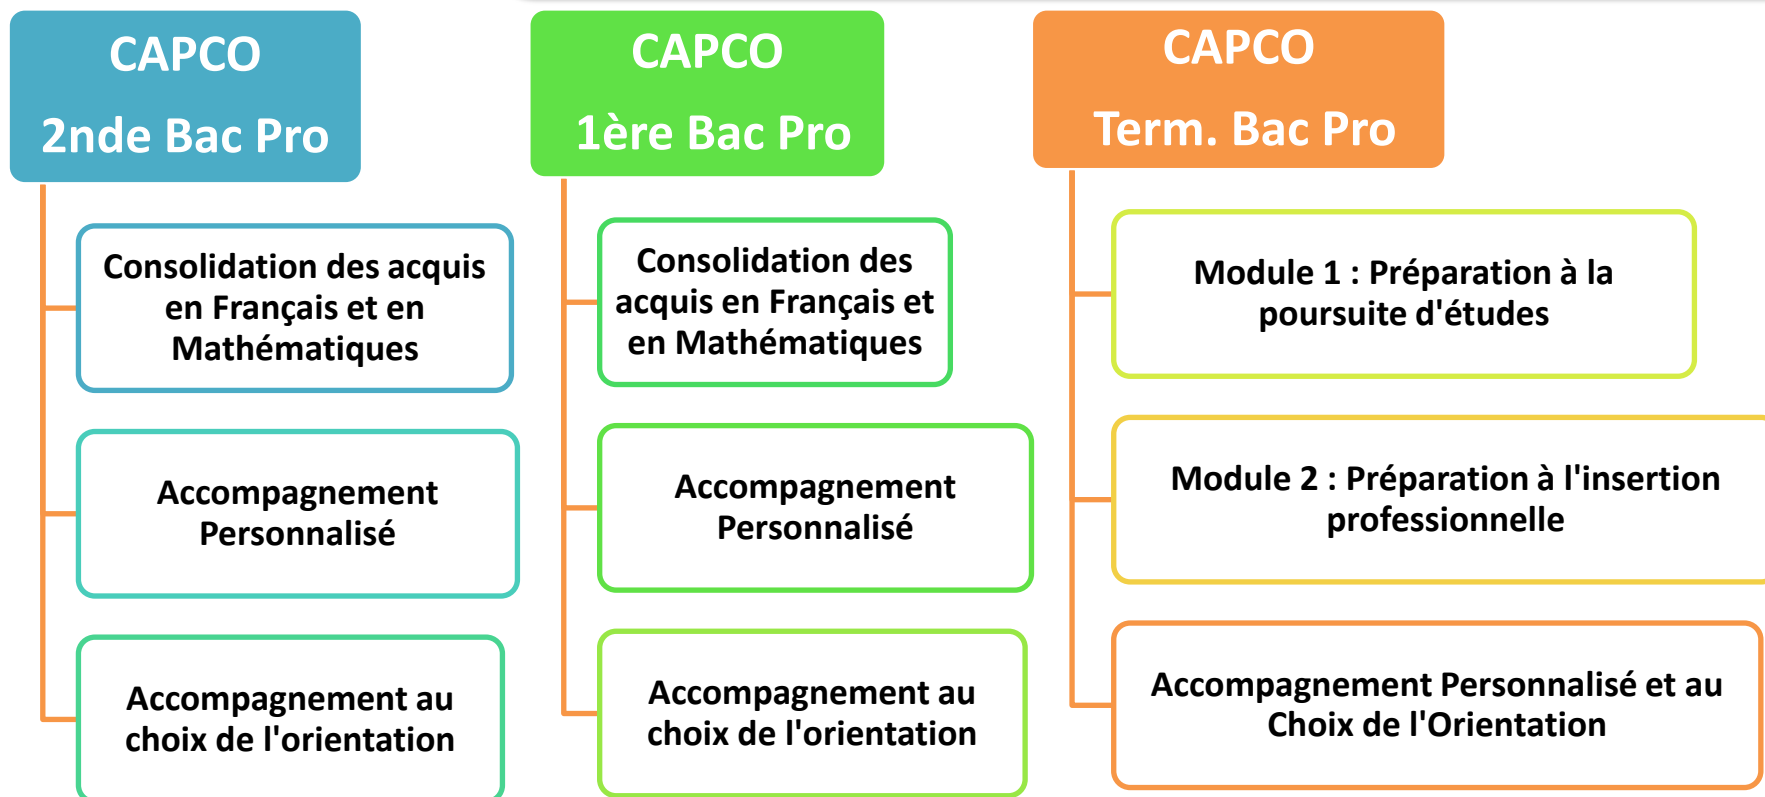 CAPCO
2nde Bac Pro
Consolidation des acquis
en Français et en
Mathématiques
Accompagnement
Personnalisé
Accompagnement au
choix de l'orientation
CAPCO
1ère Bac Pro
Consolidation des
acquis en Français et
en Mathématiques
Accompagnement
Personnalisé
Accompagnement au
choix de l'orientation
CAPCO
Term. Bac Pro
Module 1 : Préparation à la
poursuite d'études
Module 2 : Préparation à l'insertion
professionnelle
Accompagnement Personnalisé et au
Choix de l'Orientation